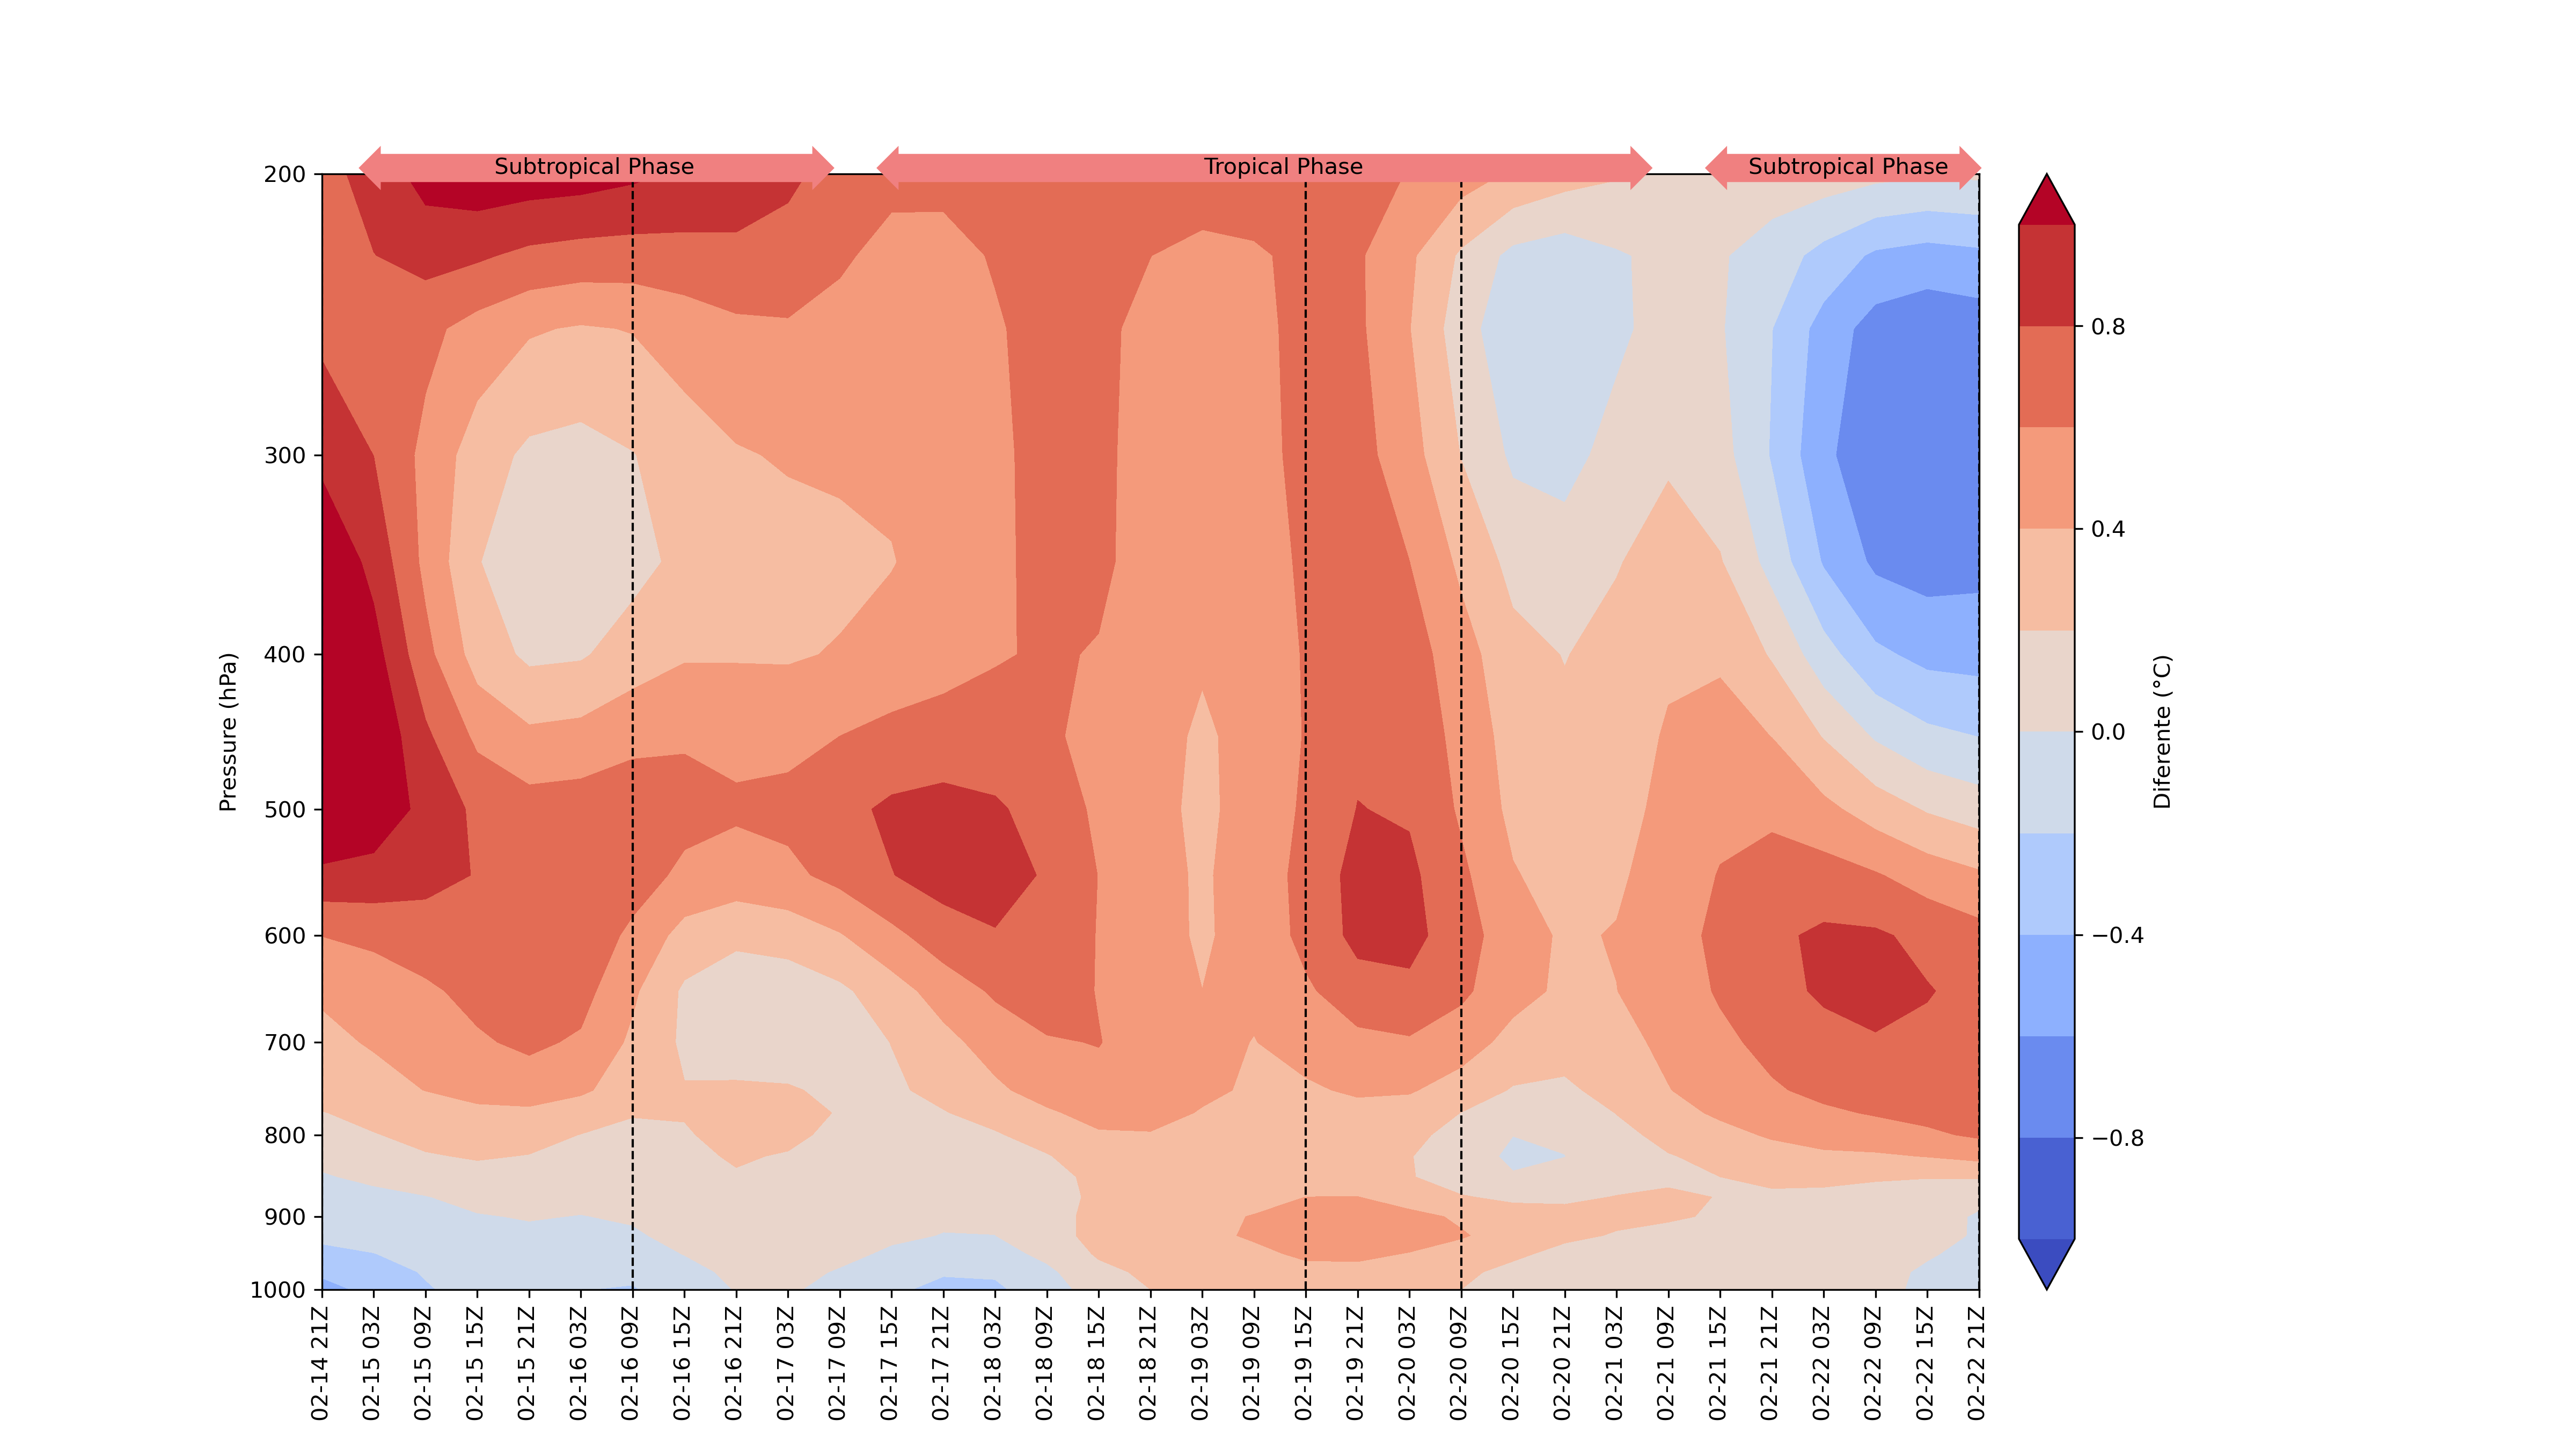 Subtropical Phase
Tropical Phase
Subtropical Phase
200
300
400
500
600
700
800
900
1000
Pressure (hPa)
02-14 21Z
02-15 03Z
02-15 09Z
02-15 15Z
02-15 21Z
02-16 03Z
02-16 09Z
02-16 15Z
02-16 21Z
02-17 03Z
02-17 09Z
02-17 15Z
02-17 21Z
02-18 03Z
02-18 09Z
02-18 15Z
02-18 21Z
02-19 03Z
02-19 09Z
02-19 15Z
02-19 21Z
02-20 03Z
02-20 09Z
02-20 15Z
02-20 21Z
02-21 03Z
02-21 09Z
02-21 15Z
02-21 21Z
02-22 03Z
02-22 09Z
02-22 15Z
02-22 21Z
0.8
0.4
0.0
−0.4
−0.8
Diferente (°C)